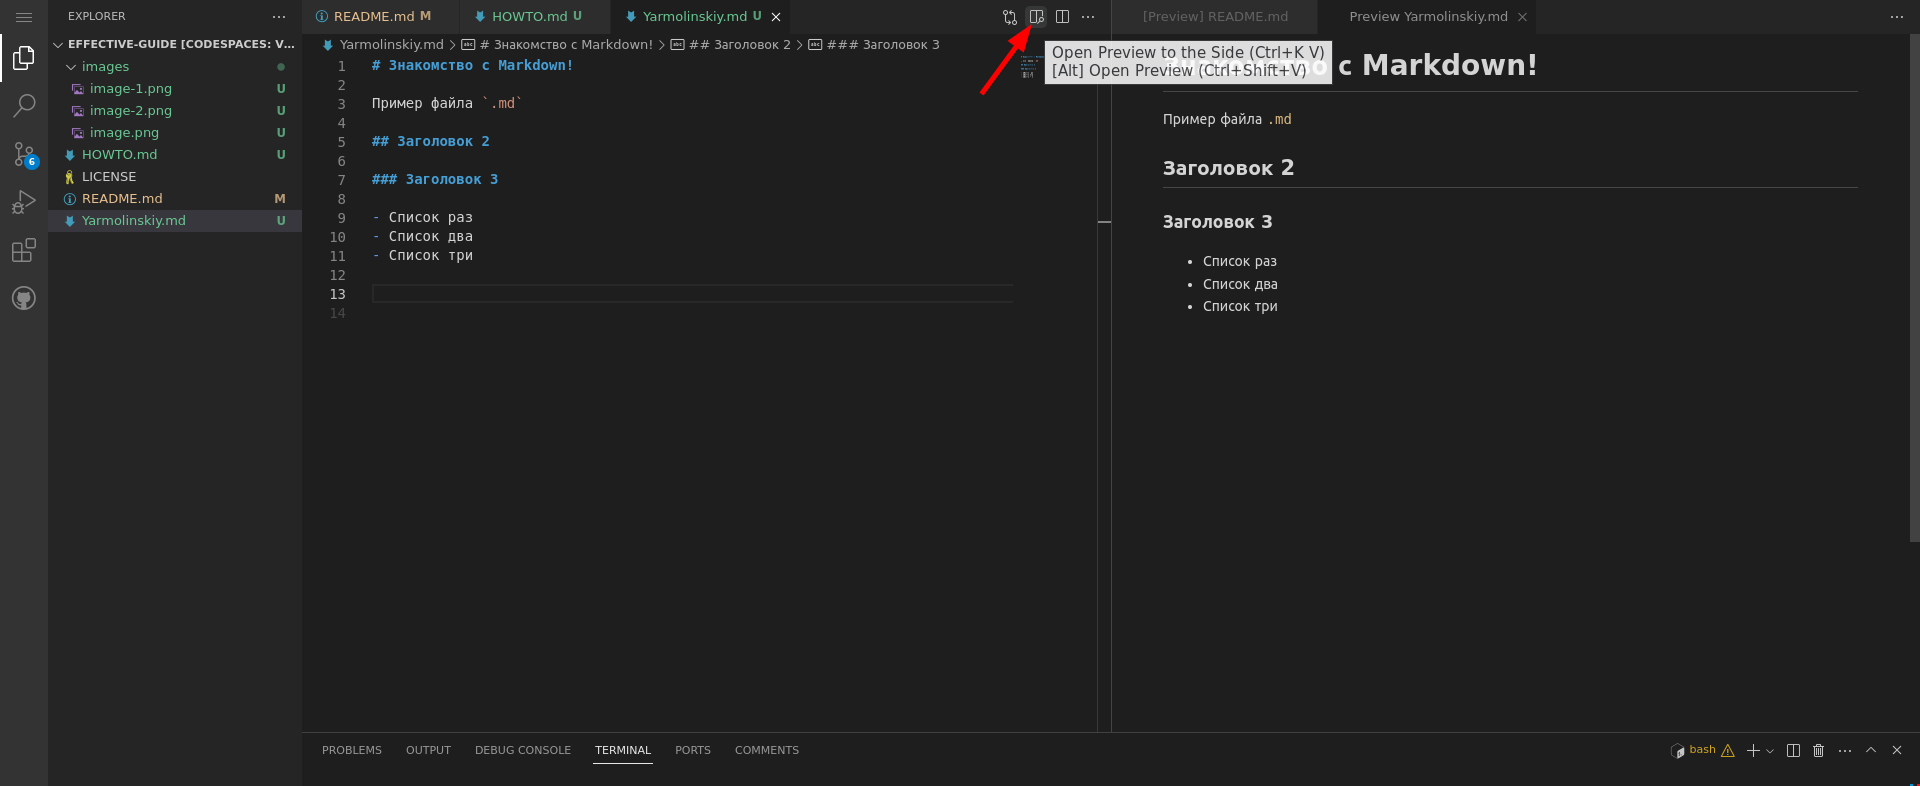 EXPLORER
EFFECTIVE-GUIDE [CODESPACES: V...
images
image-1.png U
image-2.png U
image.png U
HOWTO.md U
LICENSE
README.md M
Yarmolinskiy.md U
6
README.md M
HOWTO.md U
Yarmolinskiy.md U
Yarmolinskiy.md > # Знакомство с Markdown! > ## Заголовок 2 > ### Заголовок 3
1 # Знакомство с Markdown!
2
3 Пример файла `.md`
4
5 ## Заголовок 2
6
7 ### Заголовок 3
8
9 - Список раз
10 - Список два
11 - Список три
12
13
14
Open Preview to the Side (Ctrl+K V)
[Alt] Open Preview (Ctrl+Shift+V)
[Preview] README.md
Preview Yarmolinskiy.md
с Markdown!
Пример файла .md
Заголовок 2
Заголовок 3
• Список раз
• Список два
• Список три
PROBLEMS OUTPUT DEBUG CONSOLE TERMINAL PORTS COMMENTS
bash